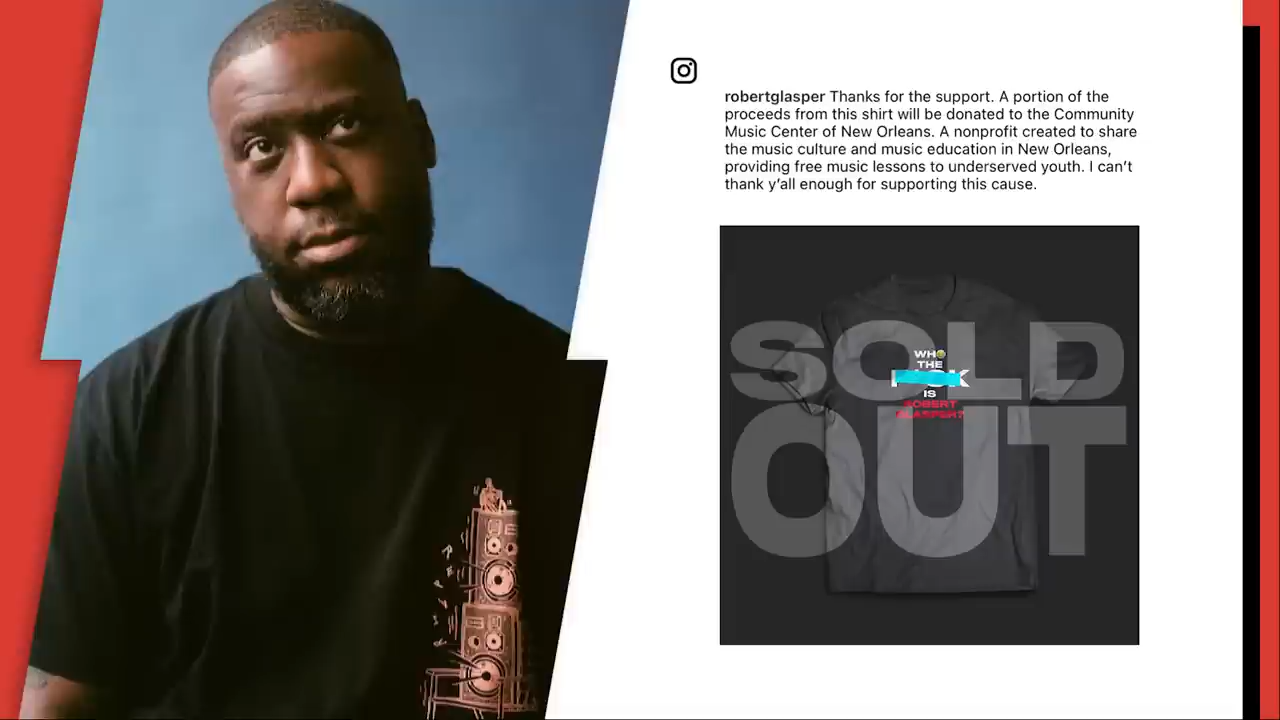 robertglasper Thanks for the support. A portion of the
proceeds from this shirt will be donated to the Community
Music Center of New Orleans. A nonprofit created to share
the music culture and music education in New Orleans,
providing free music lessons to underserved youth. I can’t
thank y’all enough for supporting this cause.
SOLD
OUT
WHO
THE
IS
ROBERT
GLASPER?